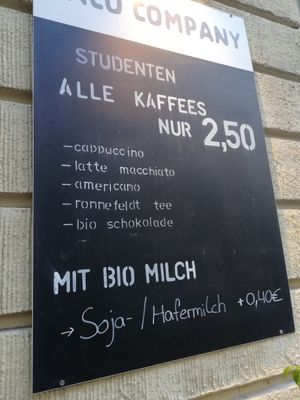 COMPANY
STUDENTEN
ALLE KAFFEES
NUR 2,50
-cappuccino
-latte macchiato
-americano
-ronnefeldt tee
-bio schokolade
MIT BIO MILCH
→ Soja-/Hafermilch +0,40€